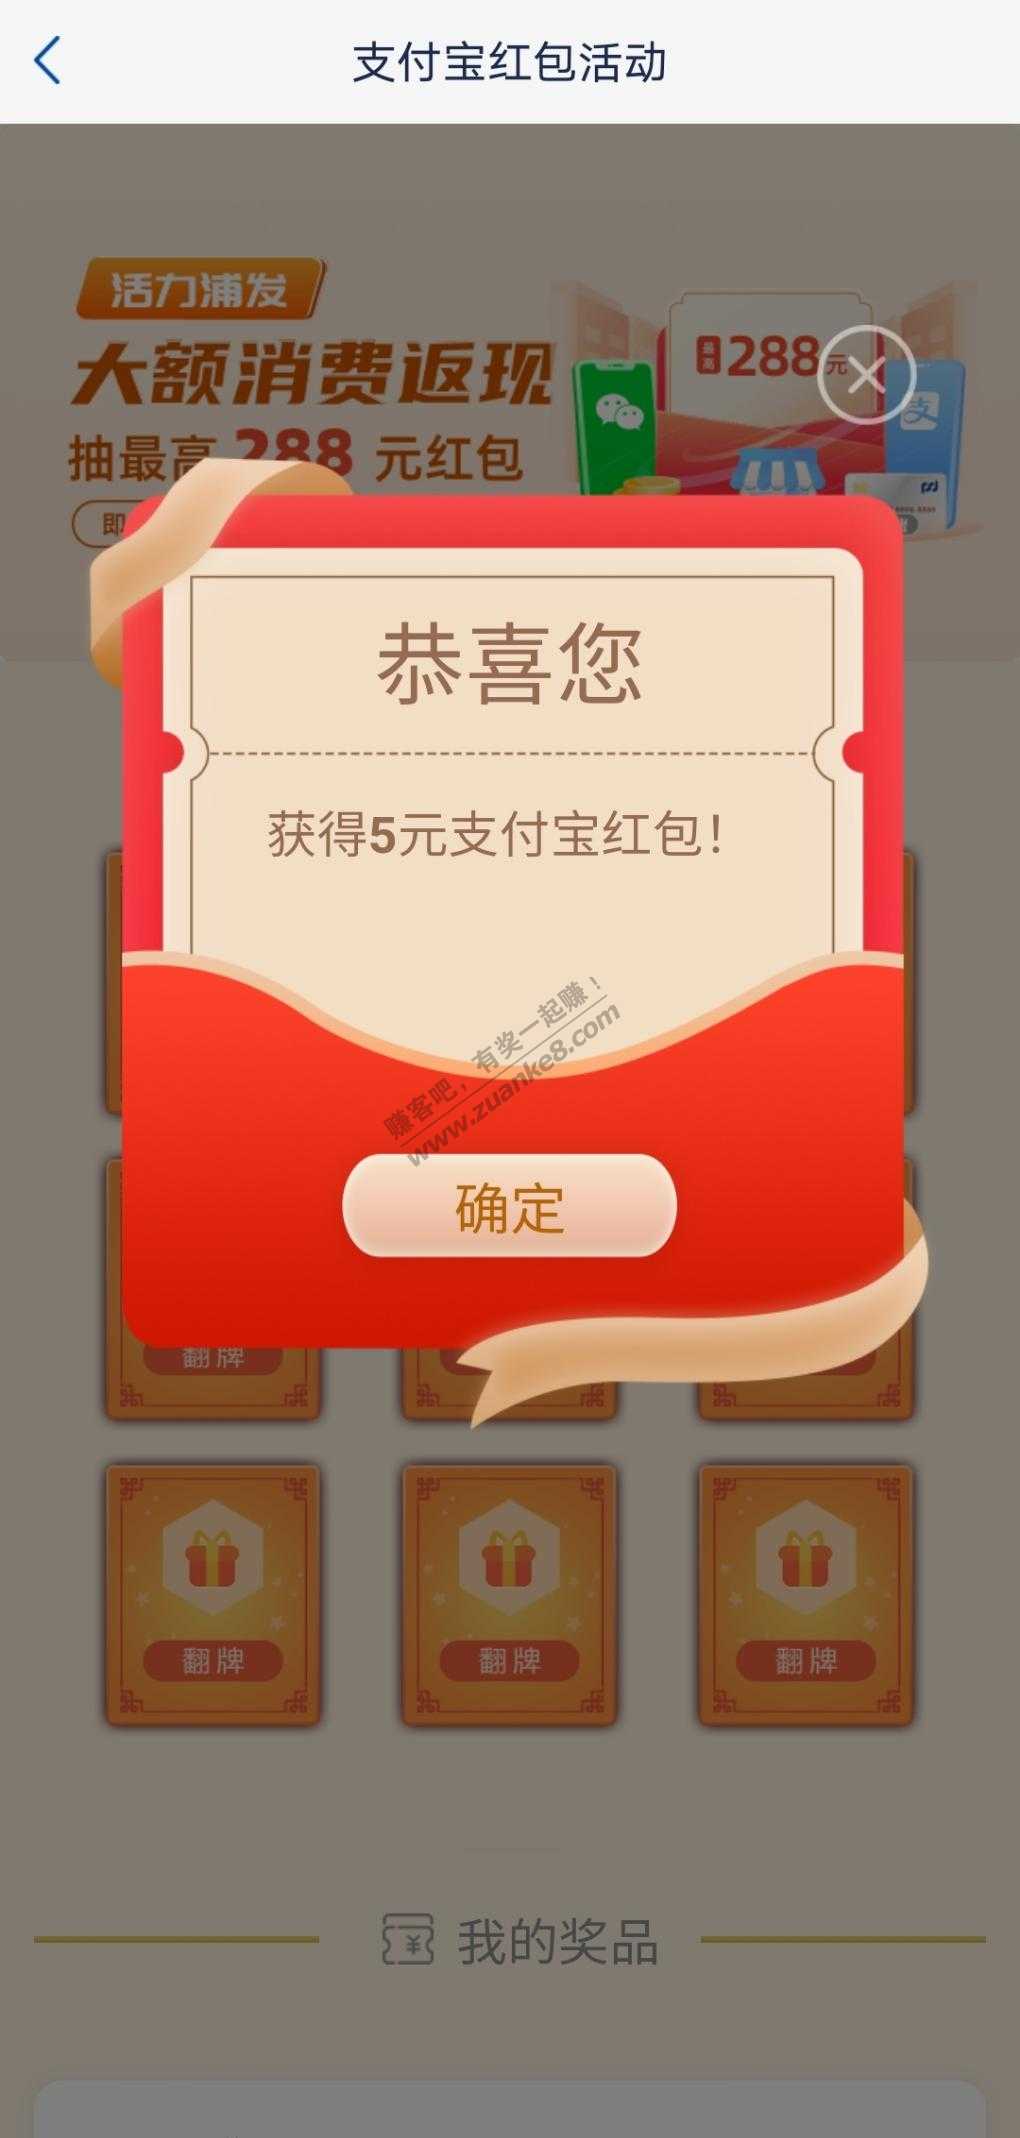 支付宝红包活动
活力浦发
大额消费返现
最高288元
抽最高 288 元红包
支
即
恭喜您
获得5元支付宝红包！
赚客吧，有奖一起赚！
www.zuanke8.com
确定
翻牌
翻牌 翻牌 翻牌
我的奖品